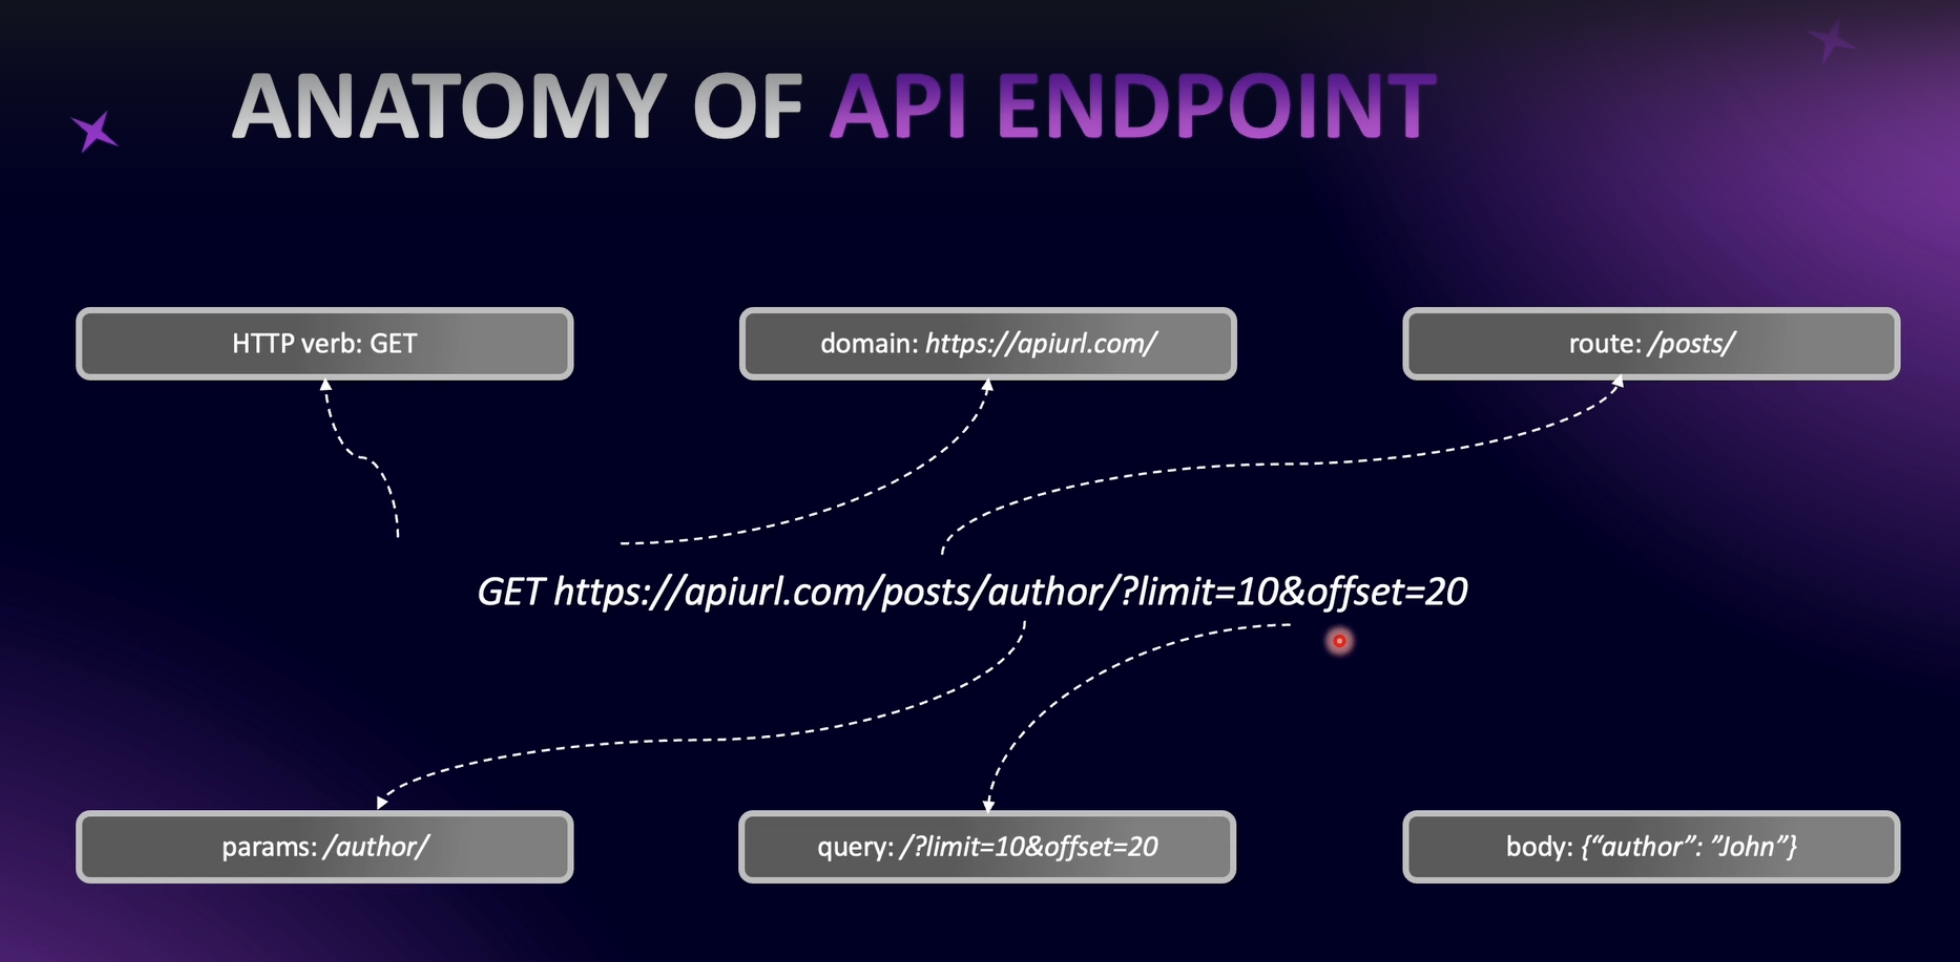 ANATOMY OF API ENDPOINT
HTTP verb: GET
domain: https://apiurl.com/
route: /posts/
GET https://apiurl.com/posts/author/?limit=10&offset=20
params: /author/
query: /?limit=10&offset=20
body: {“author”: ”John”}